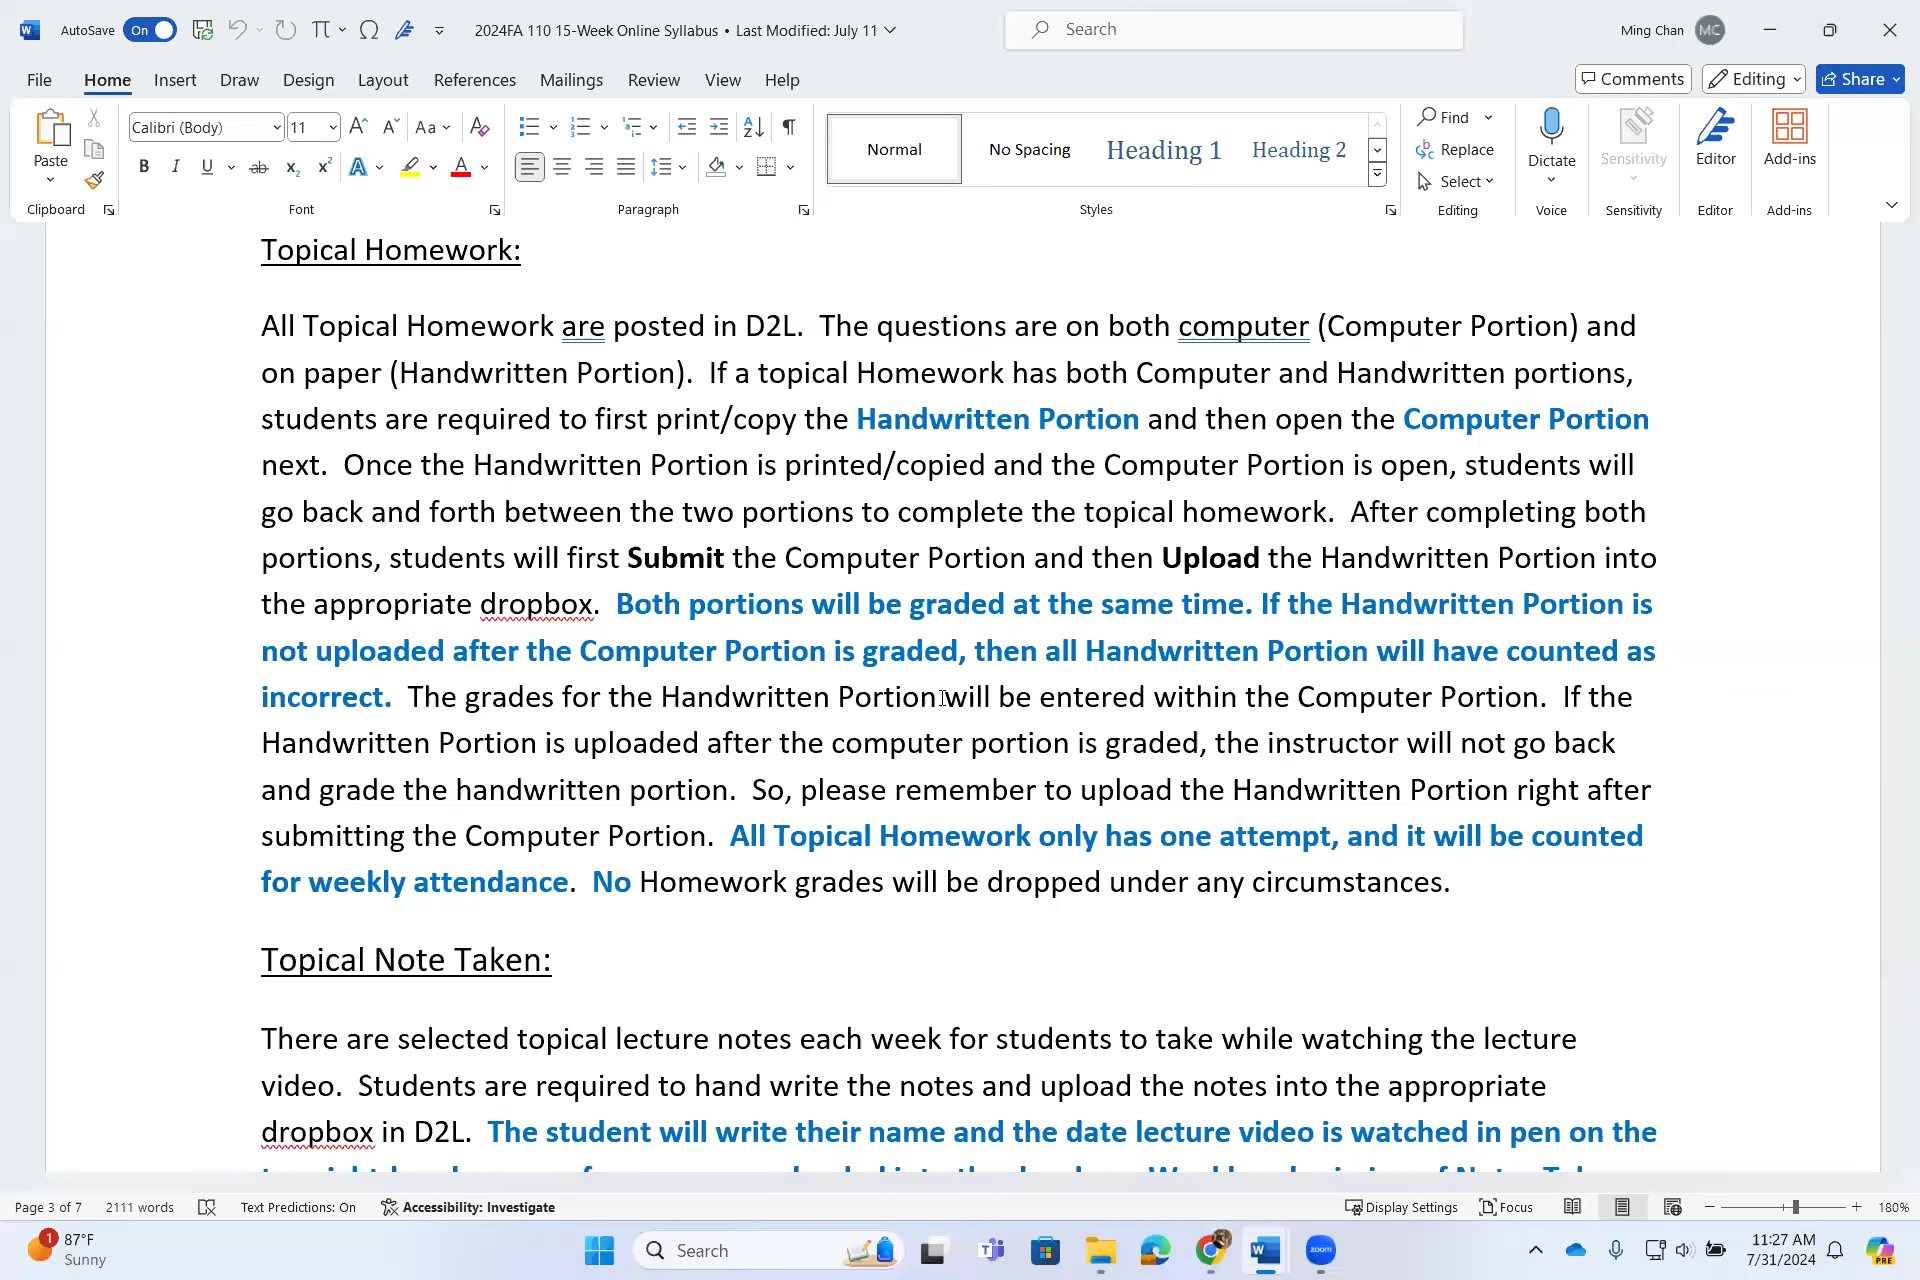 AutoSave On 2024FA 110 15-Week Online Syllabus • Last Modified: July 11 Search Ming Chan MC
File Home Insert Draw Design Layout References Mailings Review View Help Comments Editing Share
Calibri (Body) 11 Aa Normal No Spacing Heading 1 Heading 2 Find
Paste Replace Dictate Sensitivity Editor Add-ins
B I U ab x₂ x² A A Select
Clipboard Font Paragraph Styles Editing Voice Sensitivity Editor Add-ins
Topical Homework:
All Topical Homework are posted in D2L.  The questions are on both computer (Computer Portion) and
on paper (Handwritten Portion).  If a topical Homework has both Computer and Handwritten portions,
students are required to first print/copy the Handwritten Portion and then open the Computer Portion
next.  Once the Handwritten Portion is printed/copied and the Computer Portion is open, students will
go back and forth between the two portions to complete the topical homework.  After completing both
portions, students will first Submit the Computer Portion and then Upload the Handwritten Portion into
the appropriate dropbox.  Both portions will be graded at the same time. If the Handwritten Portion is
not uploaded after the Computer Portion is graded, then all Handwritten Portion will have counted as
incorrect.  The grades for the Handwritten Portion will be entered within the Computer Portion.  If the
Handwritten Portion is uploaded after the computer portion is graded, the instructor will not go back
and grade the handwritten portion.  So, please remember to upload the Handwritten Portion right after
submitting the Computer Portion.  All Topical Homework only has one attempt, and it will be counted
for weekly attendance.  No Homework grades will be dropped under any circumstances.
Topical Note Taken:
There are selected topical lecture notes each week for students to take while watching the lecture
video.  Students are required to hand write the notes and upload the notes into the appropriate
dropbox in D2L.  The student will write their name and the date lecture video is watched in pen on the
Page 3 of 7 2111 words Text Predictions: On Accessibility: Investigate Display Settings Focus 180%
1 87°F Search zoom 11:27 AM
Sunny 7/31/2024 PRE